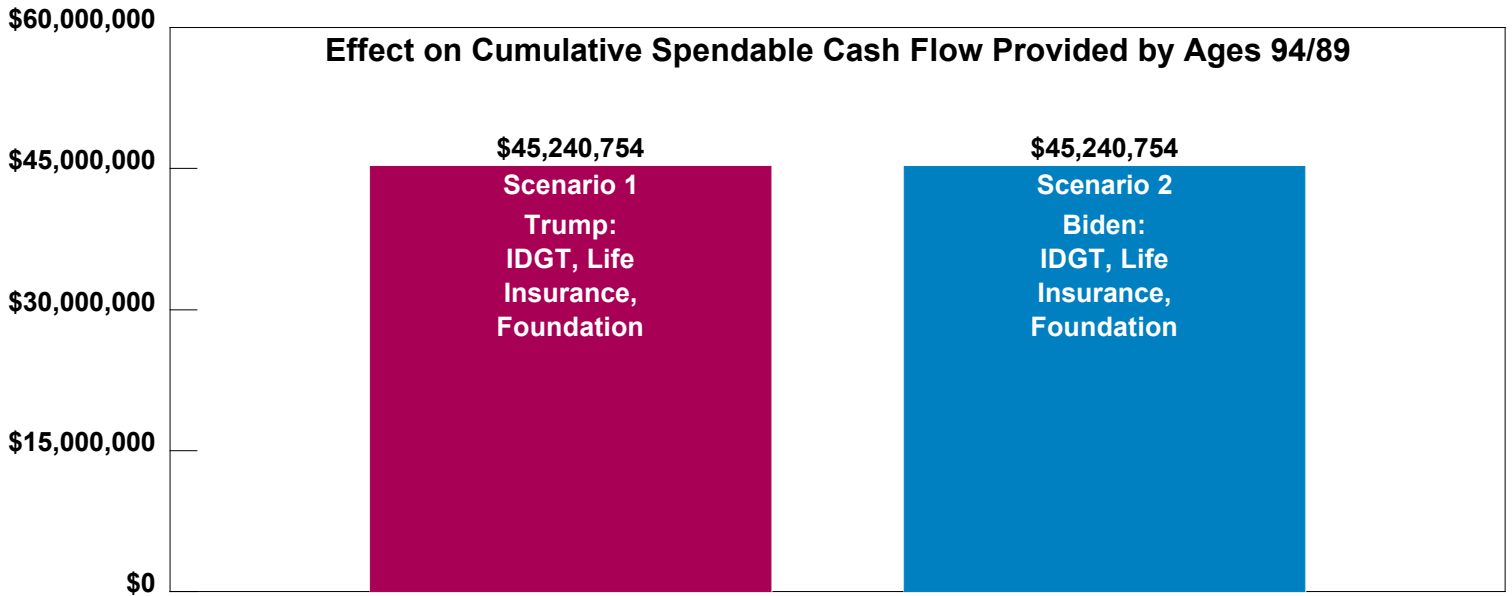 Effect on Cumulative Spendable Cash Flow Provided by Ages 94/89
$60,000,000
$45,000,000
$30,000,000
$15,000,000
$0
$45,240,754
Scenario 1
Trump:
IDGT, Life
Insurance,
Foundation
$45,240,754
Scenario 2
Biden:
IDGT, Life
Insurance,
Foundation